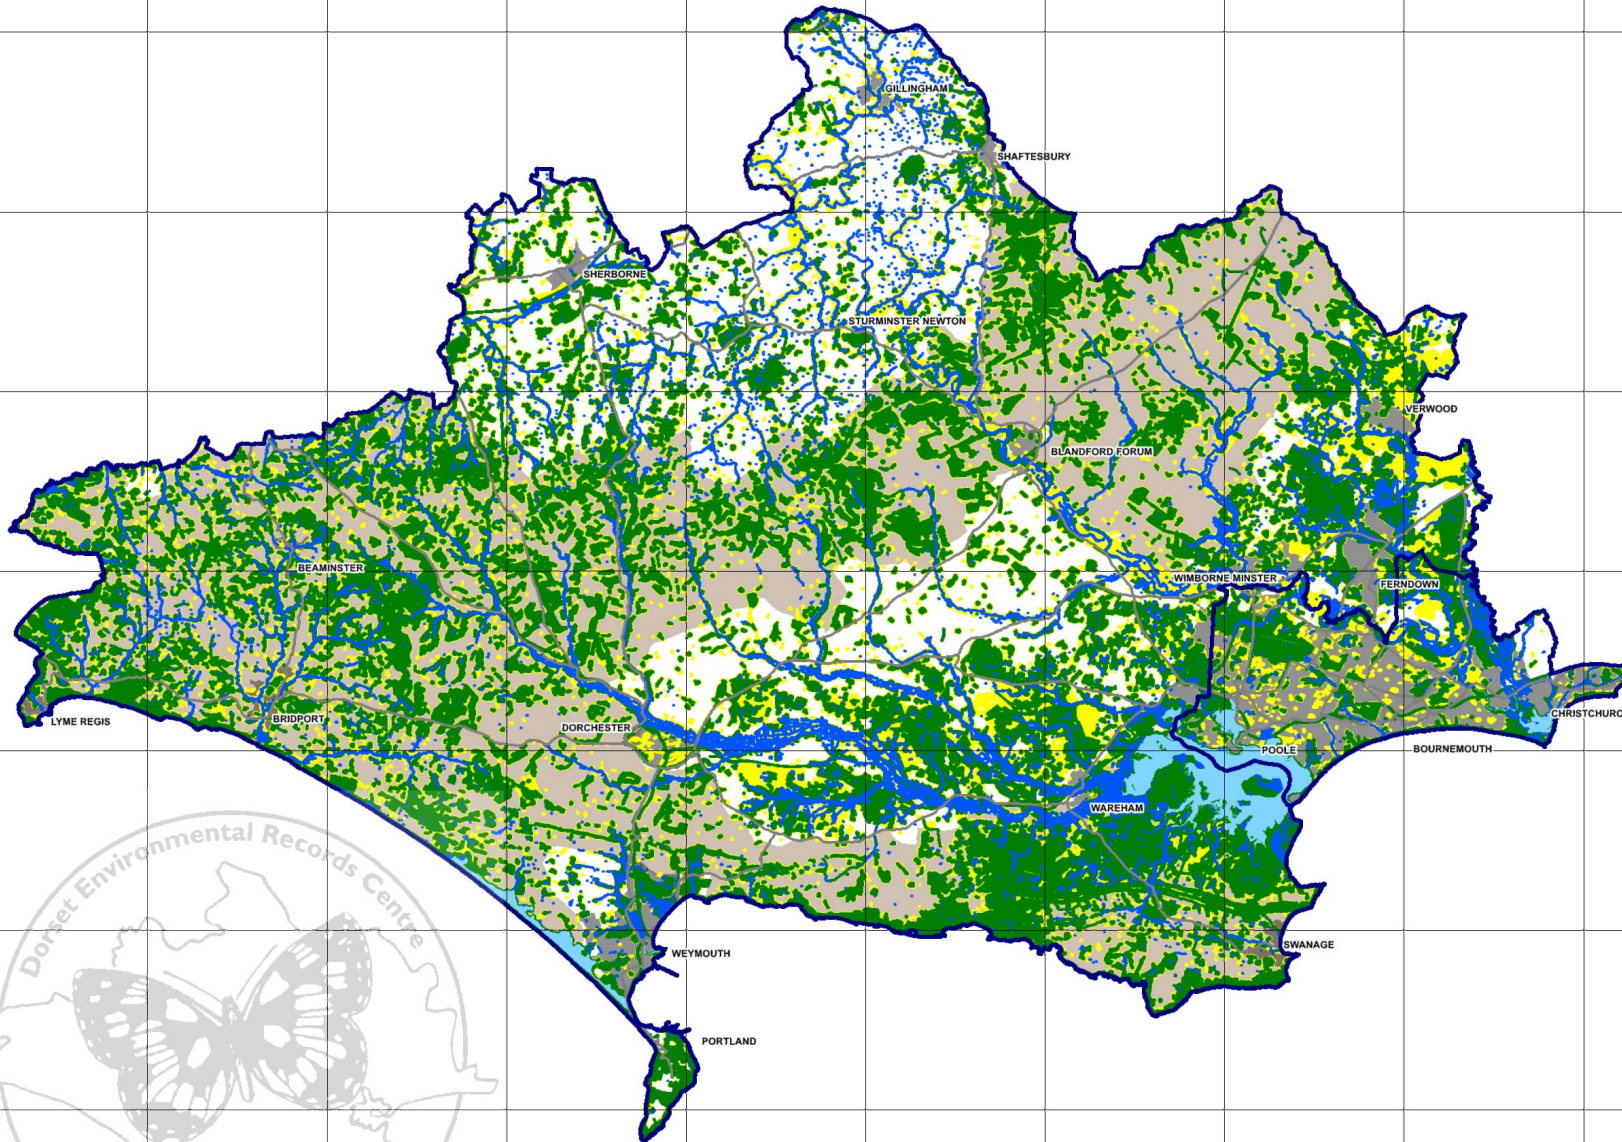 GILLINGHAM
SHAFTESBURY
SHERBORNE
STURMINSTER NEWTON
VERWOOD
BLANDFORD FORUM
BEAMINSTER
WIMBORNE MINSTER
FERNDOWN
LYME REGIS
BRIDPORT
DORCHESTER
CHRISTCHURC
POOLE
BOURNEMOUTH
WAREHAM
Dorset Environmental Records Centre
SWANAGE
WEYMOUTH
PORTLAND